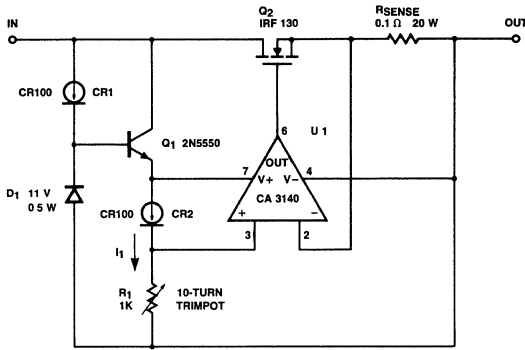 Q2
IRF 130
RSENSE
0.1 Ω 20 W
IN
OUT
CR100 CR1
Q1 2N5550
6
U 1
OUT
7
V+ V−
4
CA 3140
+ −
3
2
D1 11 V
0 5 W
CR100 CR2
I1
R1
1K
10-TURN
TRIMPOT